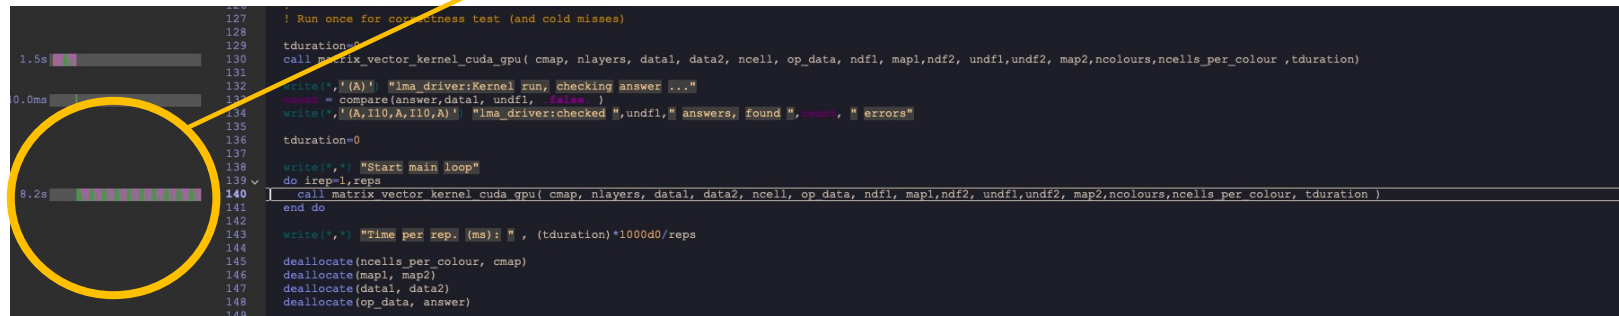 127 ! Run once for correctness test (and cold misses)
128
129 tduration=0
1.5s 130 call matrix_vector_kernel_cuda_gpu( cmap, nlayers, data1, data2, ncell, op_data, ndf1, map1,ndf2, undf1,undf2, map2,ncolours,ncells_per_colour ,tduration)
131
132 write(*,'(A)') "lma_driver:Kernel run, checking answer ..."
0.0ms 133 count = compare(answer,data1, undf1, .false. )
134 write(*,'(A,I10,A,I10,A)') "lma_driver:checked ",undf1," answers, found ",count, " errors"
135
136 tduration=0
137
138 write(*,*) "Start main loop"
139 do irep=1,reps
8.2s 140 call matrix_vector_kernel_cuda_gpu( cmap, nlayers, data1, data2, ncell, op_data, ndf1, map1,ndf2, undf1,undf2, map2,ncolours,ncells_per_colour, tduration )
141 end do
142
143 write(*,*) "Time per rep. (ms): " , (tduration)*1000d0/reps
144
145 deallocate(ncells_per_colour, cmap)
146 deallocate(map1, map2)
147 deallocate(data1, data2)
148 deallocate(op_data, answer)
149